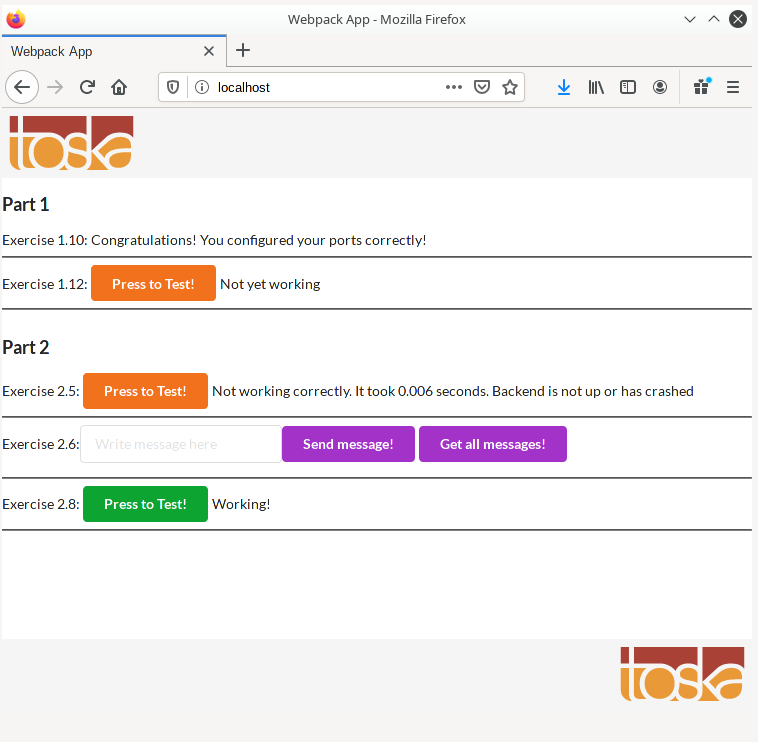 Webpack App - Mozilla Firefox
Webpack App
localhost
toska
Part 1
Exercise 1.10: Congratulations! You configured your ports correctly!
Exercise 1.12: Press to Test! Not yet working
Part 2
Exercise 2.5: Press to Test! Not working correctly. It took 0.006 seconds. Backend is not up or has crashed
Exercise 2.6: Write message here Send message! Get all messages!
Exercise 2.8: Press to Test! Working!
toska